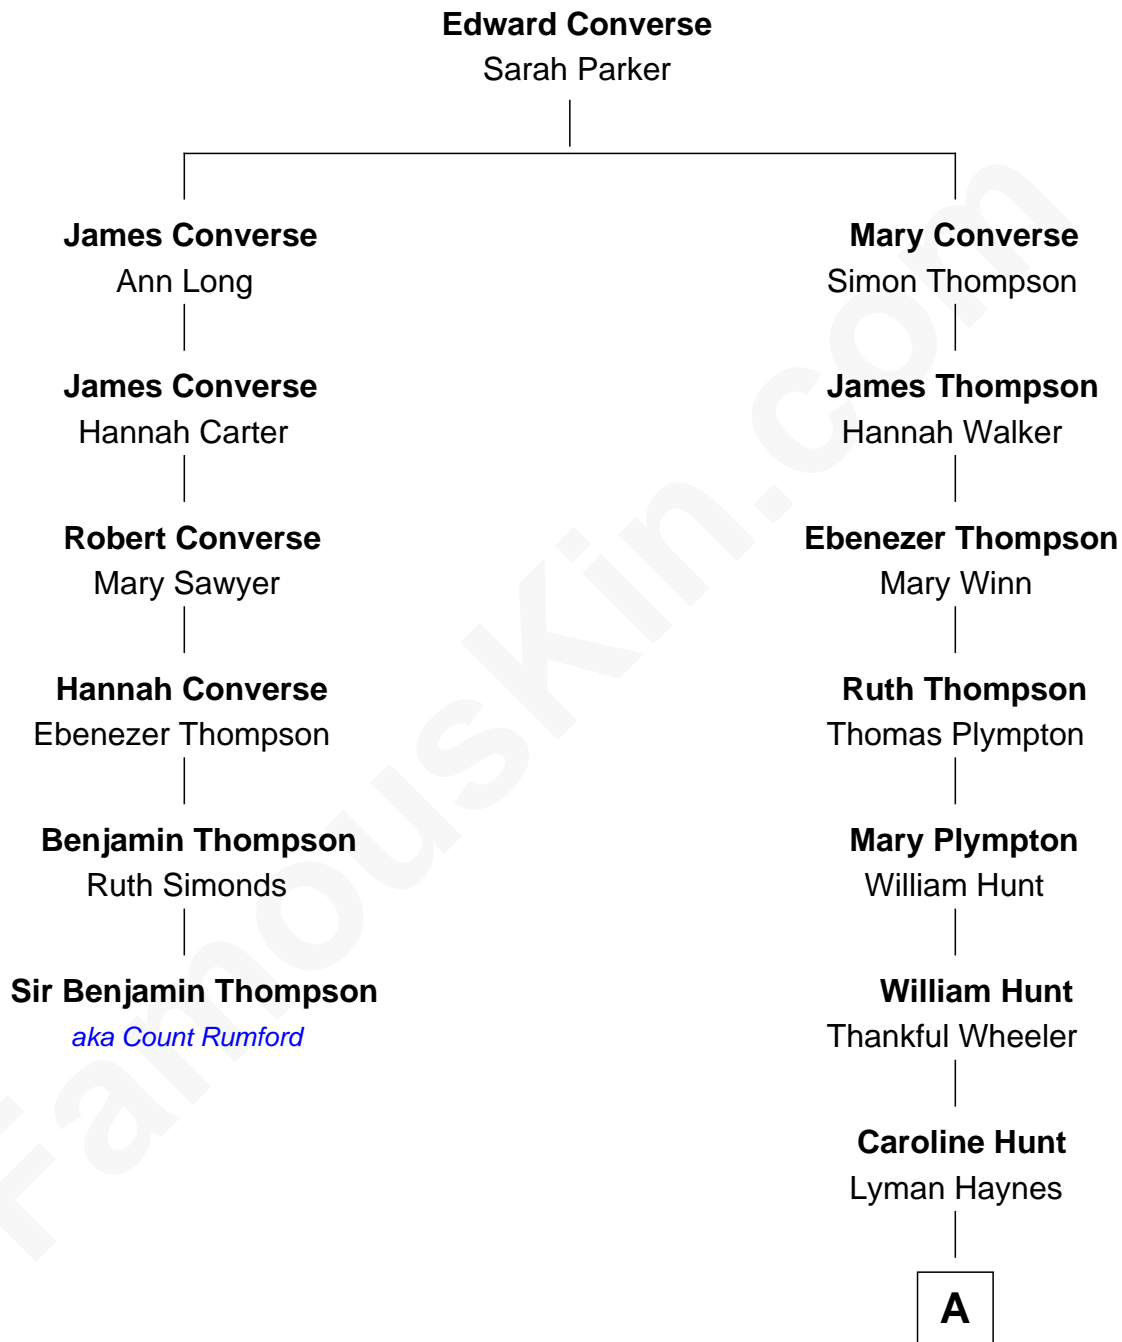 Edward Converse
Sarah Parker
James Converse
Ann Long
James Converse
Hannah Carter
Robert Converse
Mary Sawyer
Hannah Converse
Ebenezer Thompson
Benjamin Thompson
Ruth Simonds
Sir Benjamin Thompson
aka Count Rumford
Mary Converse
Simon Thompson
James Thompson
Hannah Walker
Ebenezer Thompson
Mary Winn
Ruth Thompson
Thomas Plympton
Mary Plympton
William Hunt
William Hunt
Thankful Wheeler
Caroline Hunt
Lyman Haynes
A
FamousKin.com